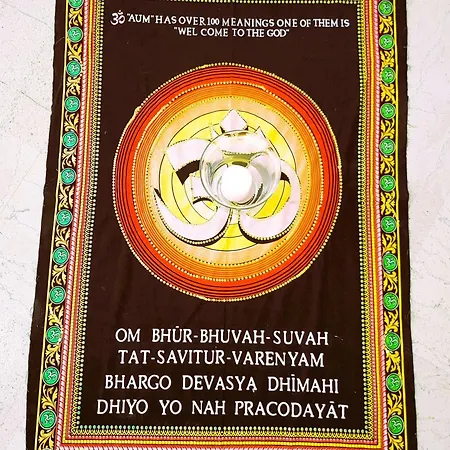 ॐ "AUM" HAS OVER 100 MEANINGS ONE OF THEM IS
"WEL COME TO THE GOD"
ॐ
OM BHŪR-BHUVAH-SUVAH
TAT-SAVITUR-VARENYAM
BHARGO DEVASYA DHĪMAHI
DHIYO YO NAH PRACODAYĀT